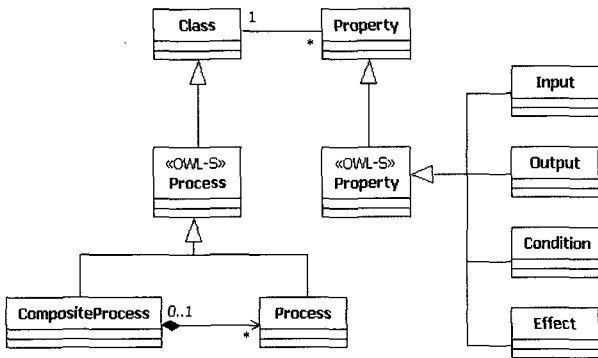 Class
1
*
Property
Input
«OWL-S»
Process
«OWL-S»
Property
Output
Condition
CompositeProcess
0..1
*
Process
Effect